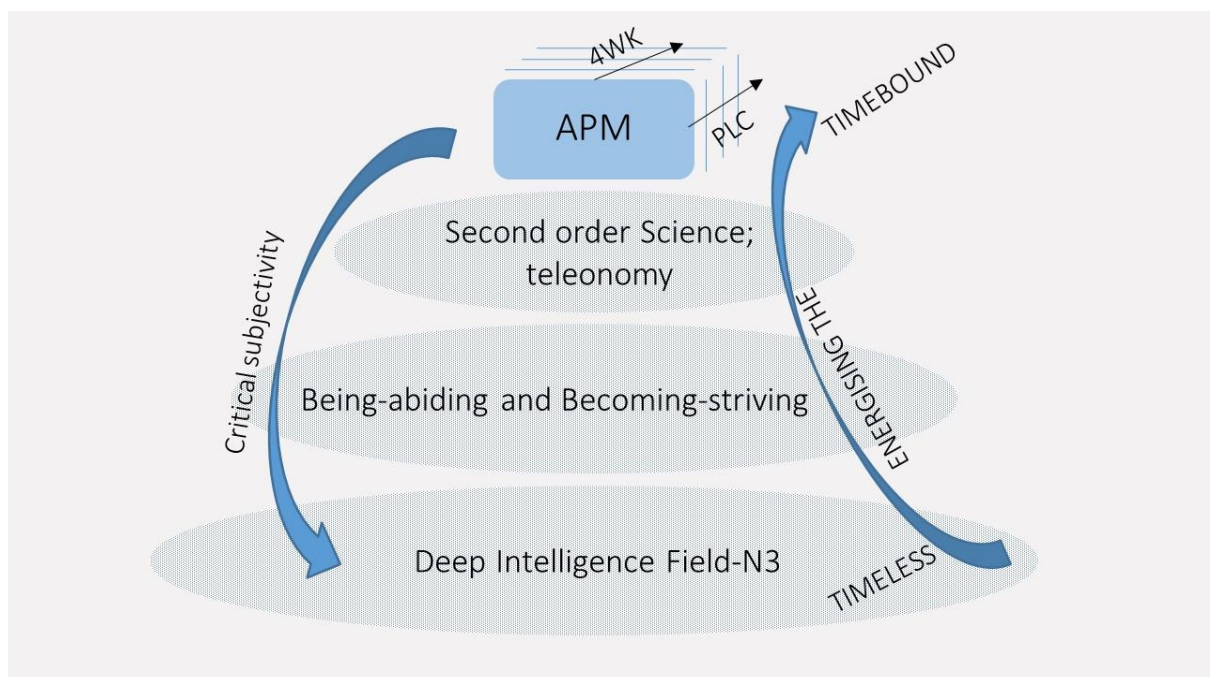 4WK
TIMEBOUND
APM
PLC
Second order Science;
teleonomy
Critical subjectivity
ENERGISING THE
Being-abiding and Becoming-striving
Deep Intelligence Field-N3
TIMELESS